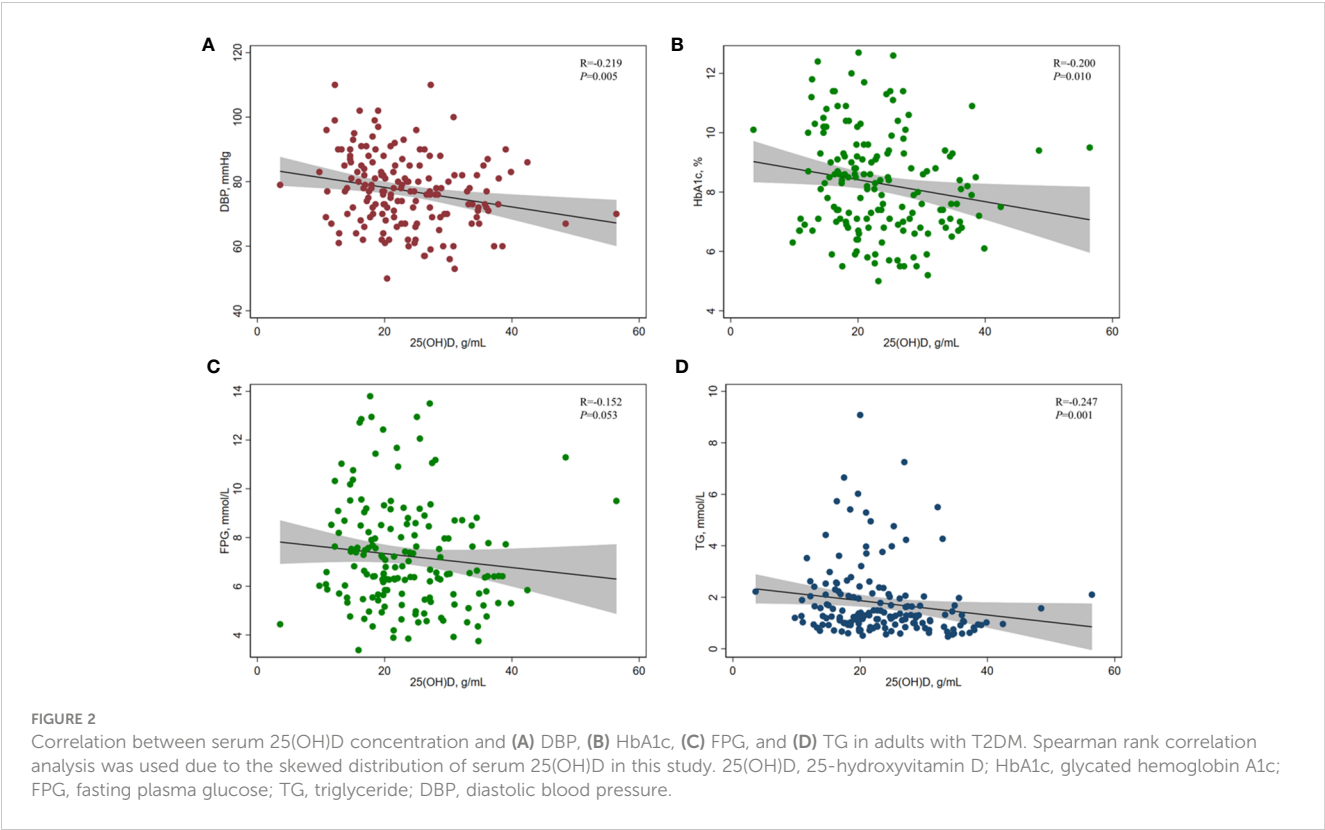 A
120
100
80
60
40
DBP, mmHg
R=-0.219
P=0.005
0 20 40 60
25(OH)D, g/mL
B
12
10
8
6
4
HbA1c, %
R=-0.200
P=0.010
0 20 40 60
25(OH)D, g/mL
C
14
12
10
8
6
4
FPG, mmol/L
R=-0.152
P=0.053
0 20 40 60
25(OH)D, g/mL
D
10
8
6
4
2
0
TG, mmol/L
R=-0.247
P=0.001
0 20 40 60
25(OH)D, g/mL
FIGURE 2
Correlation between serum 25(OH)D concentration and (A) DBP, (B) HbA1c, (C) FPG, and (D) TG in adults with T2DM. Spearman rank correlation
analysis was used due to the skewed distribution of serum 25(OH)D in this study. 25(OH)D, 25-hydroxyvitamin D; HbA1c, glycated hemoglobin A1c;
FPG, fasting plasma glucose; TG, triglyceride; DBP, diastolic blood pressure.